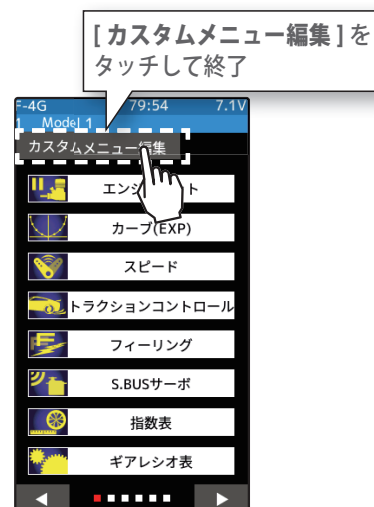 [カスタムメニュー編集]を
タッチして終了
F-4G 79:54 7.1V
1 Model 1
カスタムメニュー編集
エンジ ト
カーブ(EXP)
スピード
トラクションコントロール
フィーリング
S.BUSサーボ
指数表
ギアレシオ表